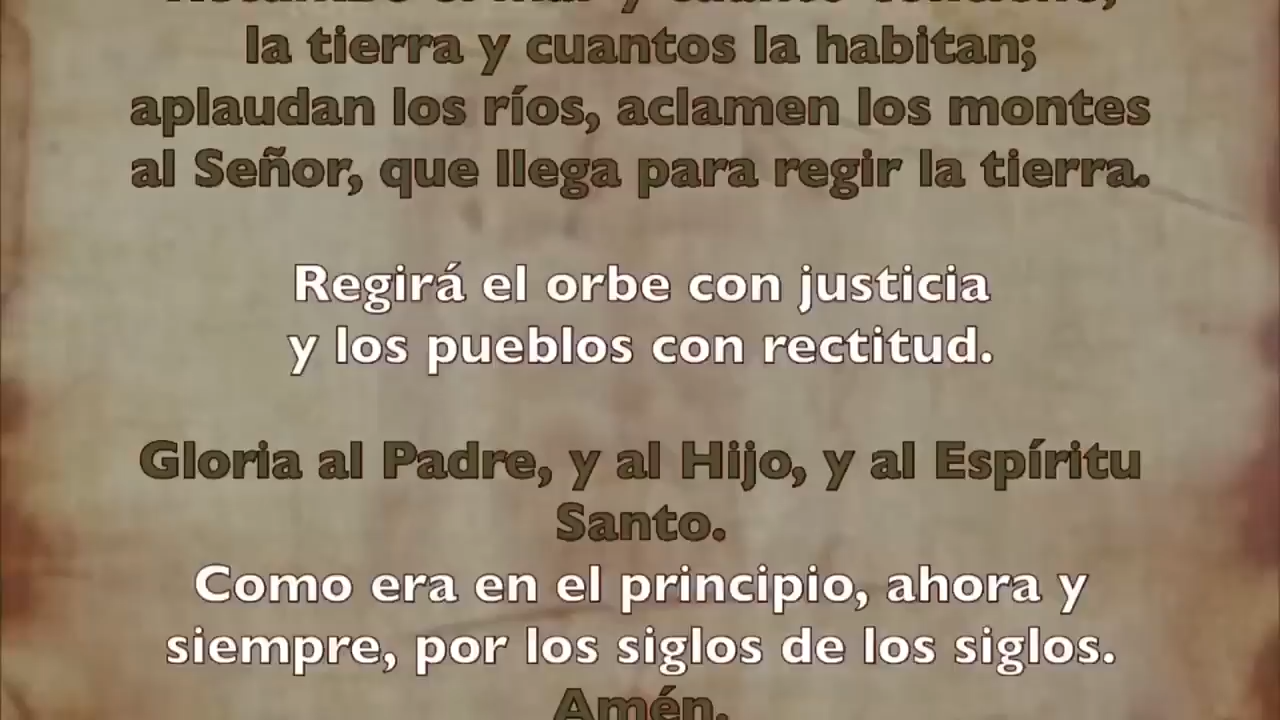 la tierra y cuantos la habitan;
aplaudan los ríos, aclamen los montes
al Señor, que llega para regir la tierra.
Regirá el orbe con justicia
y los pueblos con rectitud.
Gloria al Padre, y al Hijo, y al Espíritu
Santo.
Como era en el principio, ahora y
siempre, por los siglos de los siglos.
Amén.